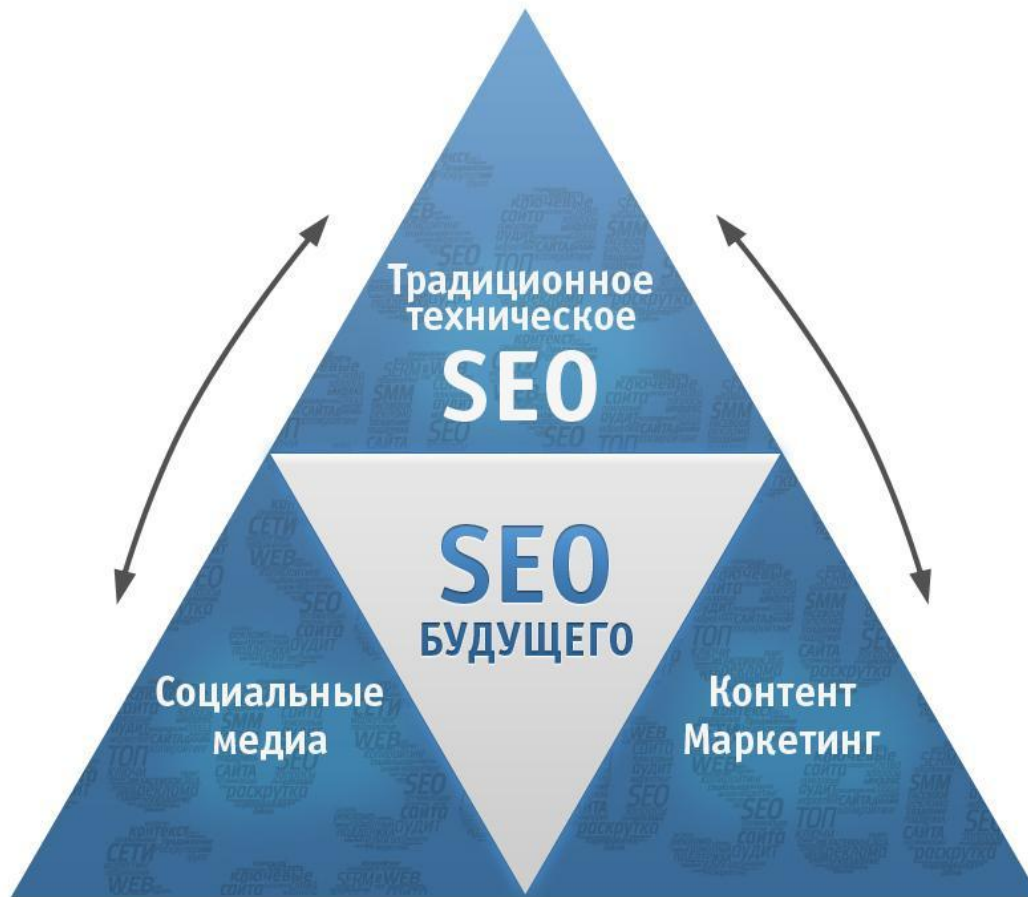 Традиционное
техническое
SEO
SEO
БУДУЩЕГО
Социальные
медиа
Контент
Маркетинг